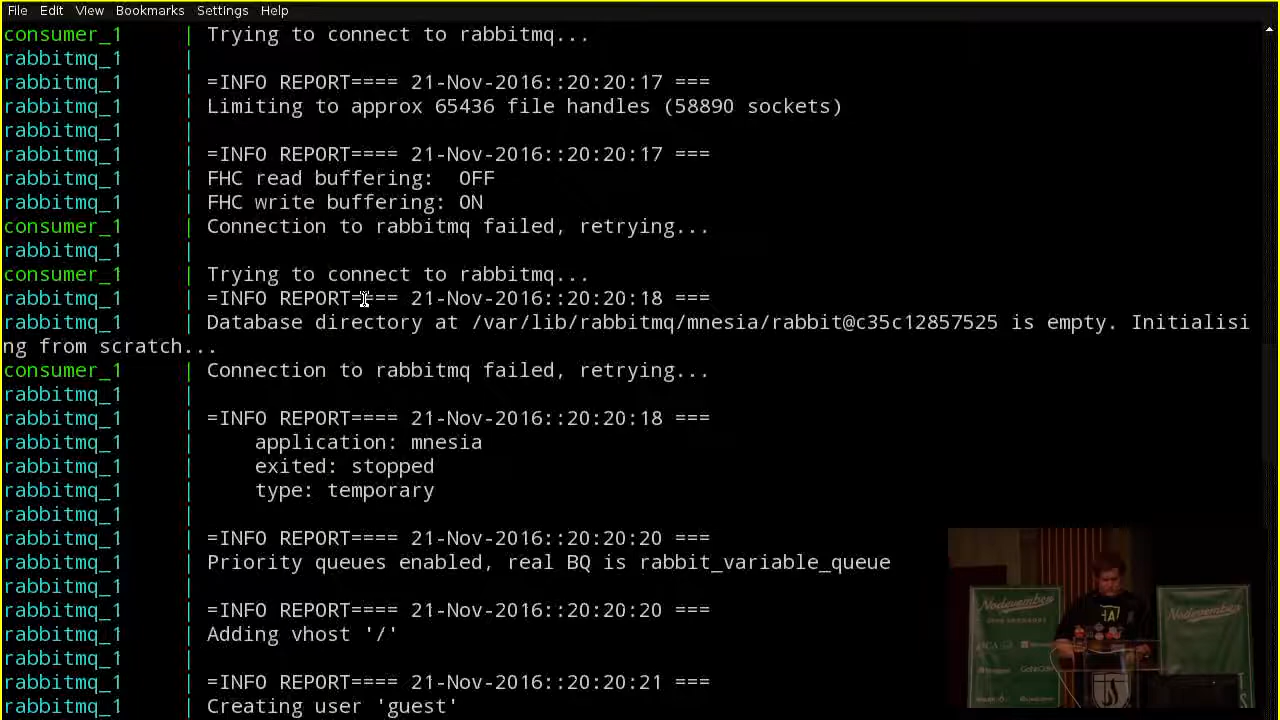 File Edit View Bookmarks Settings Help
consumer_1 | Trying to connect to rabbitmq...
rabbitmq_1 |
rabbitmq_1 | =INFO REPORT==== 21-Nov-2016::20:20:17 ===
rabbitmq_1 | Limiting to approx 65436 file handles (58890 sockets)
rabbitmq_1 |
rabbitmq_1 | =INFO REPORT==== 21-Nov-2016::20:20:17 ===
rabbitmq_1 | FHC read buffering:  OFF
rabbitmq_1 | FHC write buffering: ON
consumer_1 | Connection to rabbitmq failed, retrying...
rabbitmq_1 |
consumer_1 | Trying to connect to rabbitmq...
rabbitmq_1 | =INFO REPORT==== 21-Nov-2016::20:20:18 ===
rabbitmq_1 | Database directory at /var/lib/rabbitmq/mnesia/rabbit@c35c12857525 is empty. Initialisi
ng from scratch...
consumer_1 | Connection to rabbitmq failed, retrying...
rabbitmq_1 |
rabbitmq_1 | =INFO REPORT==== 21-Nov-2016::20:20:18 ===
rabbitmq_1 |     application: mnesia
rabbitmq_1 |     exited: stopped
rabbitmq_1 |     type: temporary
rabbitmq_1 |
rabbitmq_1 | =INFO REPORT==== 21-Nov-2016::20:20:20 ===
rabbitmq_1 | Priority queues enabled, real BQ is rabbit_variable_queue
rabbitmq_1 |
rabbitmq_1 | =INFO REPORT==== 21-Nov-2016::20:20:20 ===
rabbitmq_1 | Adding vhost '/'
rabbitmq_1 |
rabbitmq_1 | =INFO REPORT==== 21-Nov-2016::20:20:21 ===
rabbitmq_1 | Creating user 'guest'
Nodevember
Nodevember